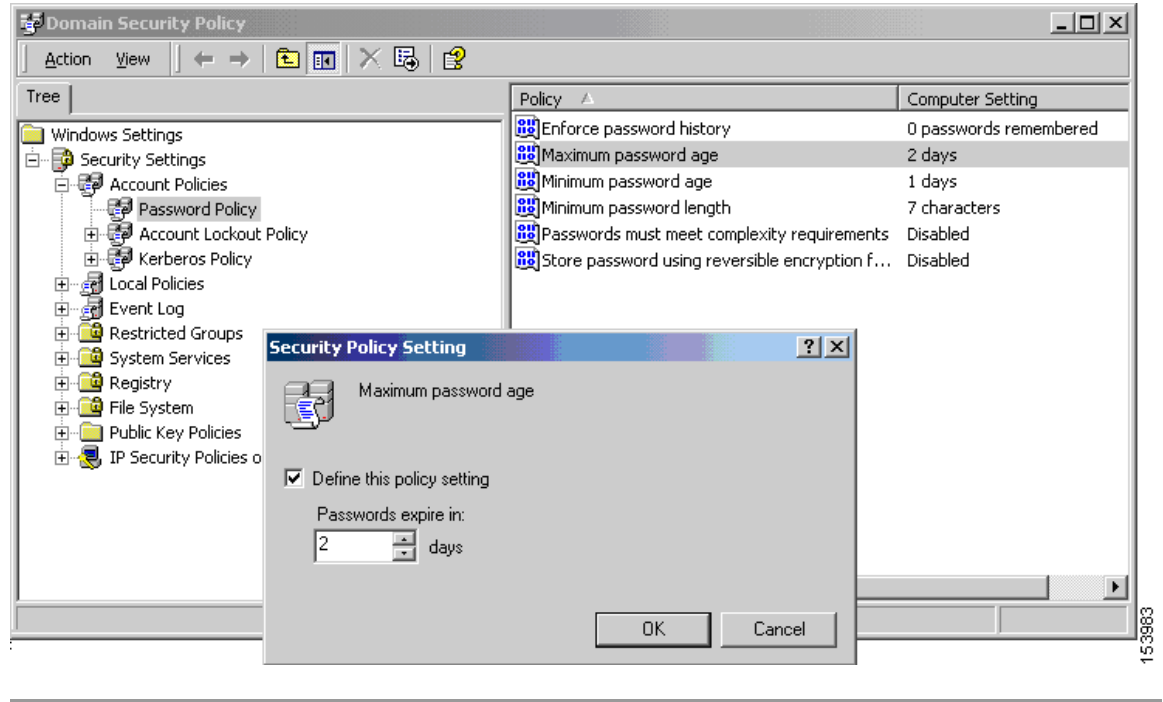 Domain Security Policy
Action View
Tree
Policy Computer Setting
Windows Settings
Security Settings
Account Policies
Password Policy
Account Lockout Policy
Kerberos Policy
Local Policies
Event Log
Restricted Groups
System Services
Registry
File System
Public Key Policies
IP Security Policies o
Enforce password history 0 passwords remembered
Maximum password age 2 days
Minimum password age 1 days
Minimum password length 7 characters
Passwords must meet complexity requirements Disabled
Store password using reversible encryption f... Disabled
Security Policy Setting
Maximum password age
Define this policy setting
Passwords expire in:
2 days
OK Cancel
153983